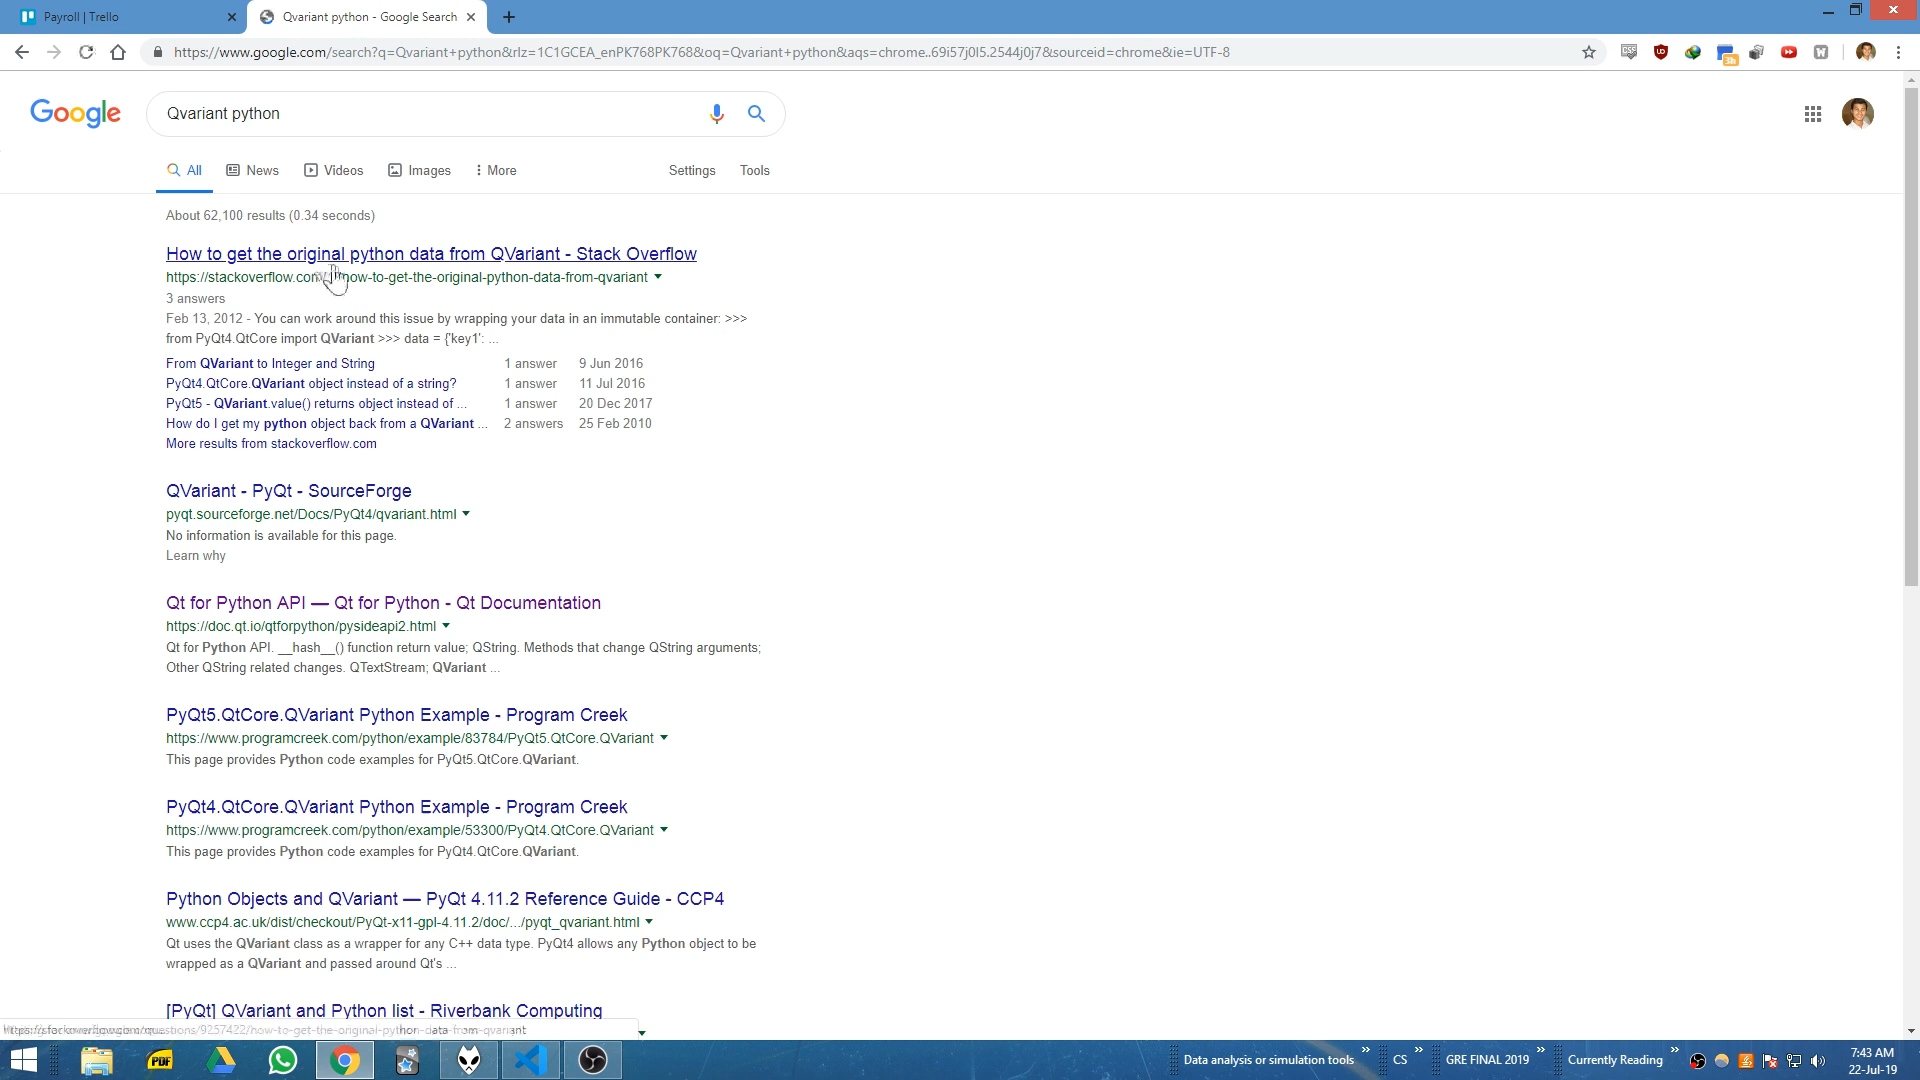 Payroll | Trello
Qvariant python - Google Search
https://www.google.com/search?q=Qvariant+python&rlz=1C1GCEA_enPK768PK768&oq=Qvariant+python&aqs=chrome..69i57j0l5.2544j0j7&sourceid=chrome&ie=UTF-8
3h
Google
Qvariant python
All
News
Videos
Images
More
Settings
Tools
About 62,100 results (0.34 seconds)
How to get the original python data from QVariant - Stack Overflow
https://stackoverflow.com how-to-get-the-original-python-data-from-qvariant
3 answers
Feb 13, 2012 - You can work around this issue by wrapping your data in an immutable container: >>>
from PyQt4.QtCore import QVariant >>> data = {'key1': ...
From QVariant to Integer and String 1 answer 9 Jun 2016
PyQt4.QtCore.QVariant object instead of a string? 1 answer 11 Jul 2016
PyQt5 - QVariant.value() returns object instead of ... 1 answer 20 Dec 2017
How do I get my python object back from a QVariant ... 2 answers 25 Feb 2010
More results from stackoverflow.com
QVariant - PyQt - SourceForge
pyqt.sourceforge.net/Docs/PyQt4/qvariant.html
No information is available for this page.
Learn why
Qt for Python API — Qt for Python - Qt Documentation
https://doc.qt.io/qtforpython/pysideapi2.html
Qt for Python API. __hash__() function return value; QString. Methods that change QString arguments;
Other QString related changes. QTextStream; QVariant ...
PyQt5.QtCore.QVariant Python Example - Program Creek
https://www.programcreek.com/python/example/83784/PyQt5.QtCore.QVariant
This page provides Python code examples for PyQt5.QtCore.QVariant.
PyQt4.QtCore.QVariant Python Example - Program Creek
https://www.programcreek.com/python/example/53300/PyQt4.QtCore.QVariant
This page provides Python code examples for PyQt4.QtCore.QVariant.
Python Objects and QVariant — PyQt 4.11.2 Reference Guide - CCP4
www.ccp4.ac.uk/dist/checkout/PyQt-x11-gpl-4.11.2/doc/.../pyqt_qvariant.html
Qt uses the QVariant class as a wrapper for any C++ data type. PyQt4 allows any Python object to be
wrapped as a QVariant and passed around Qt's ...
[PyQt] QVariant and Python list - Riverbank Computing
PDF
Data analysis or simulation tools
CS
GRE FINAL 2019
Currently Reading
7:43 AM
22-Jul-19